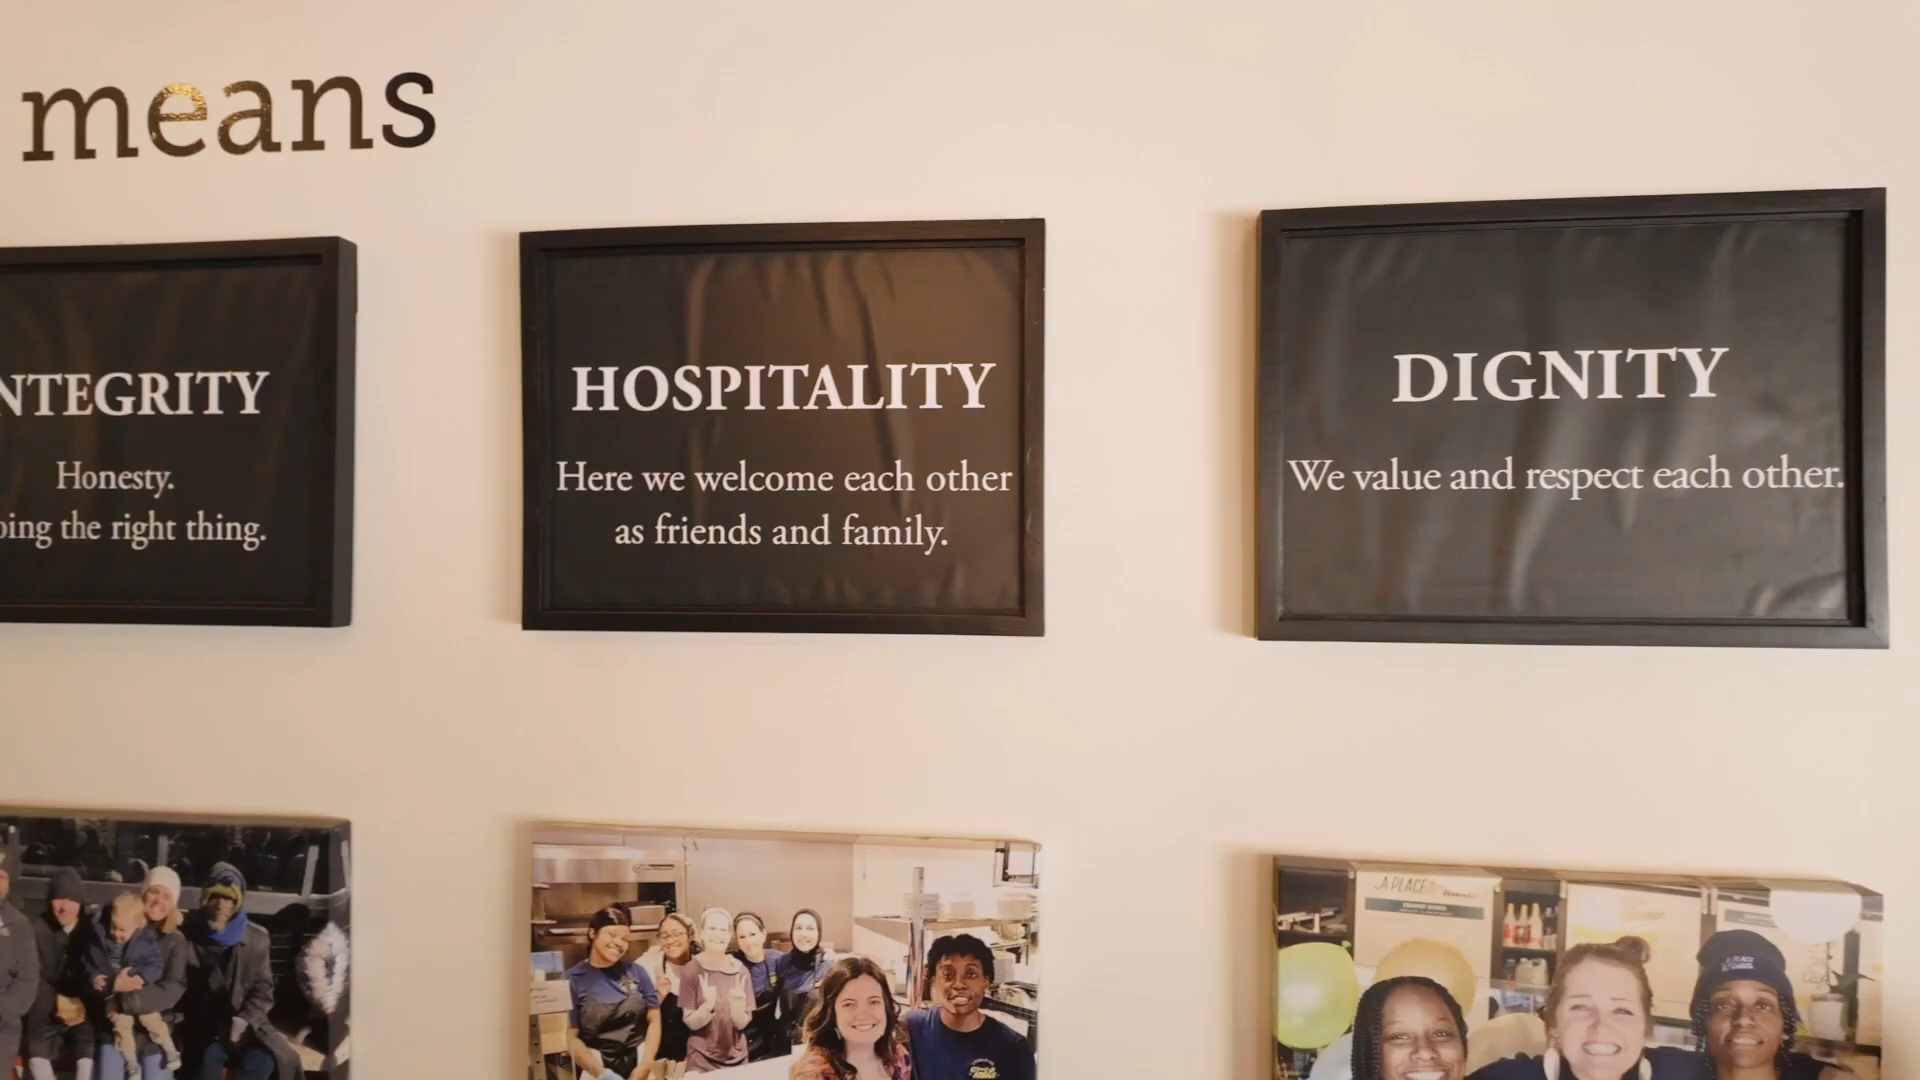 means
NTEGRITY
Honesty.
oing the right thing.
HOSPITALITY
Here we welcome each other
as friends and family.
DIGNITY
We value and respect each other.
A PLACE